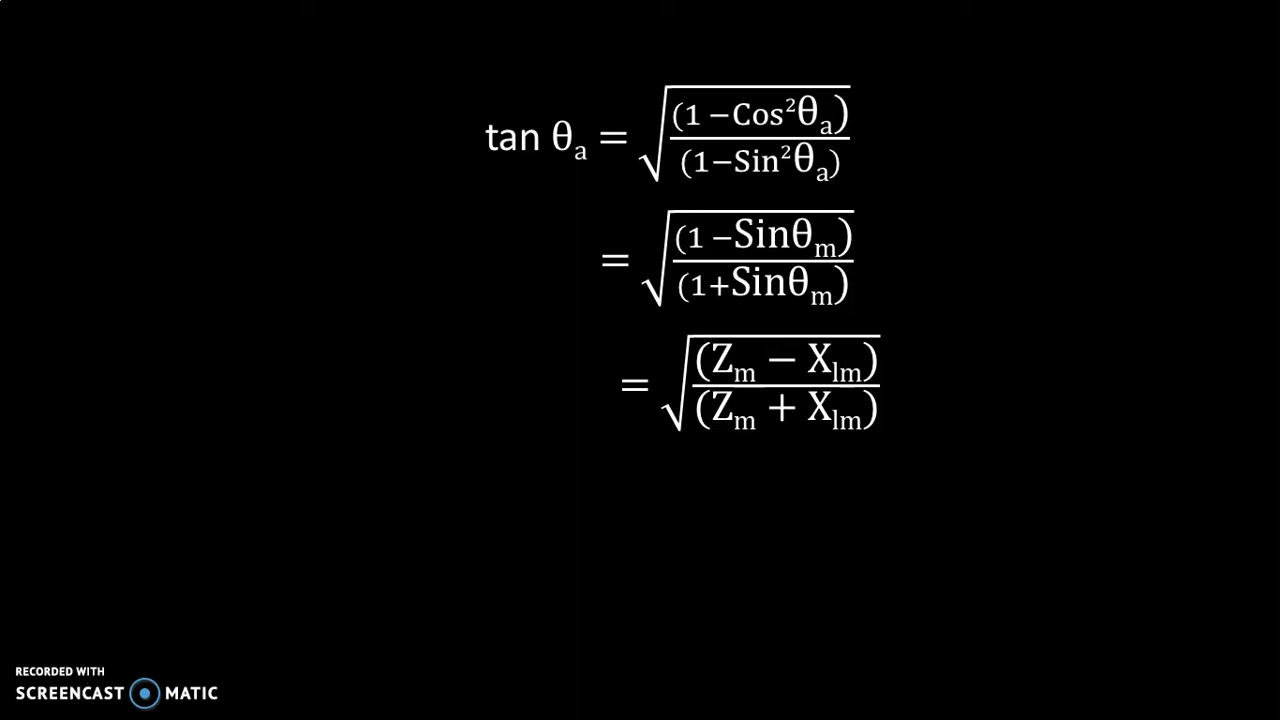 tan θₐ = √((1 −Cos²θₐ)/(1−Sin²θₐ))
= √((1 −Sinθₘ)/(1+Sinθₘ))
= √((Zₘ − Xₗₘ)/(Zₘ + Xₗₘ))
RECORDED WITH
SCREENCAST MATIC